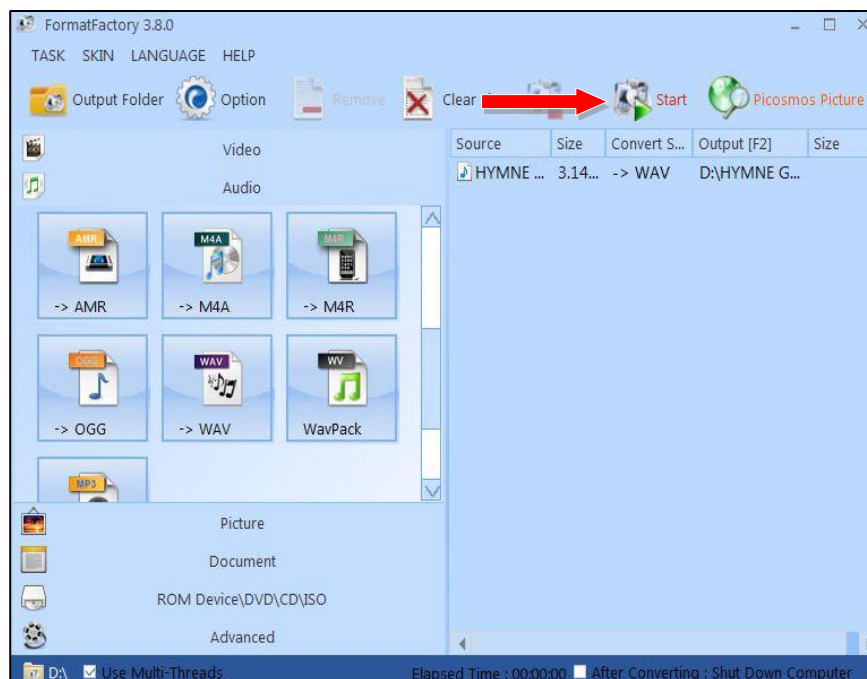 FormatFactory 3.8.0
TASK SKIN LANGUAGE HELP
Output Folder Option Remove Clear Start Picosmos Picture
Video
Audio
Source Size Convert S... Output [F2] Size
HYMNE ... 3.14... -> WAV D:\HYMNE G...
AMR M4A M4R
-> AMR -> M4A -> M4R
OGG WAV WV
-> OGG -> WAV WavPack
MP3
Picture
Document
ROM Device\DVD\CD\ISO
Advanced
D:\ Use Multi-Threads Elapsed Time : 00:00:00 After Converting : Shut Down Computer